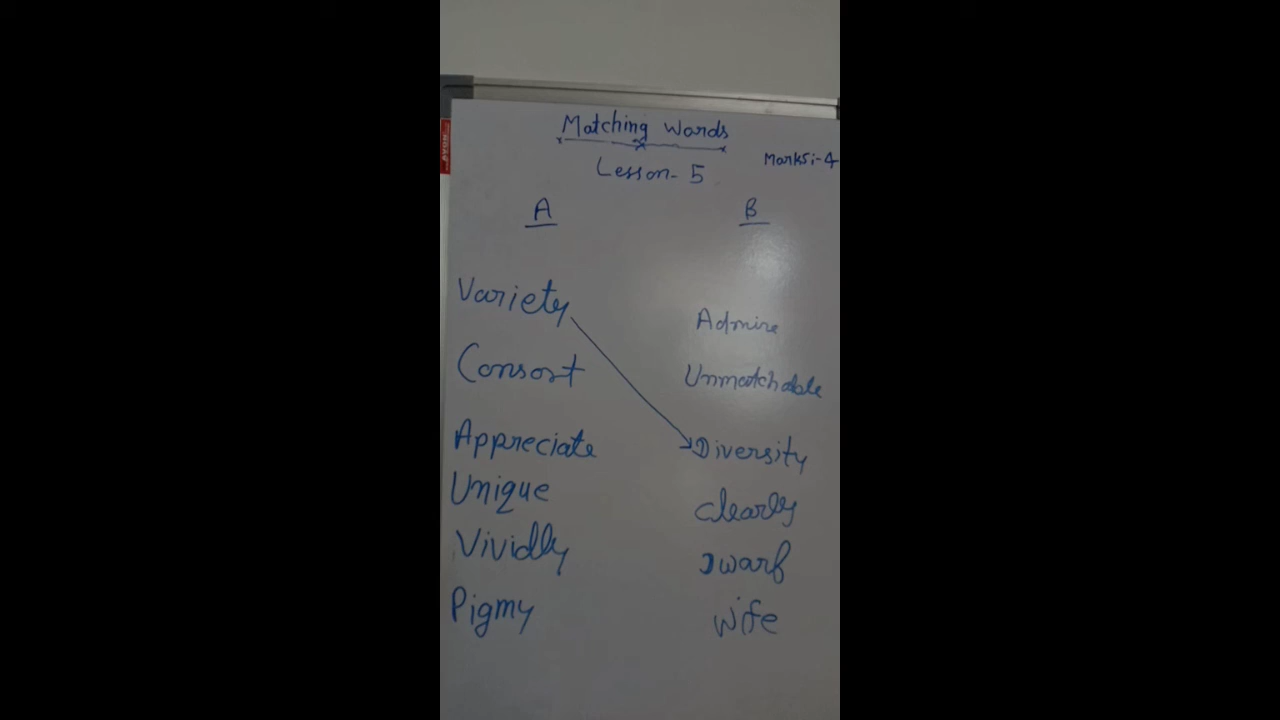 Matching Words
Lesson- 5
Marks:-4
A B
Variety
Admire
Consort
Unmatchable
Appreciate
Diversity
Unique
Clearly
Vividly
Dwarf
Pigmy
Wife